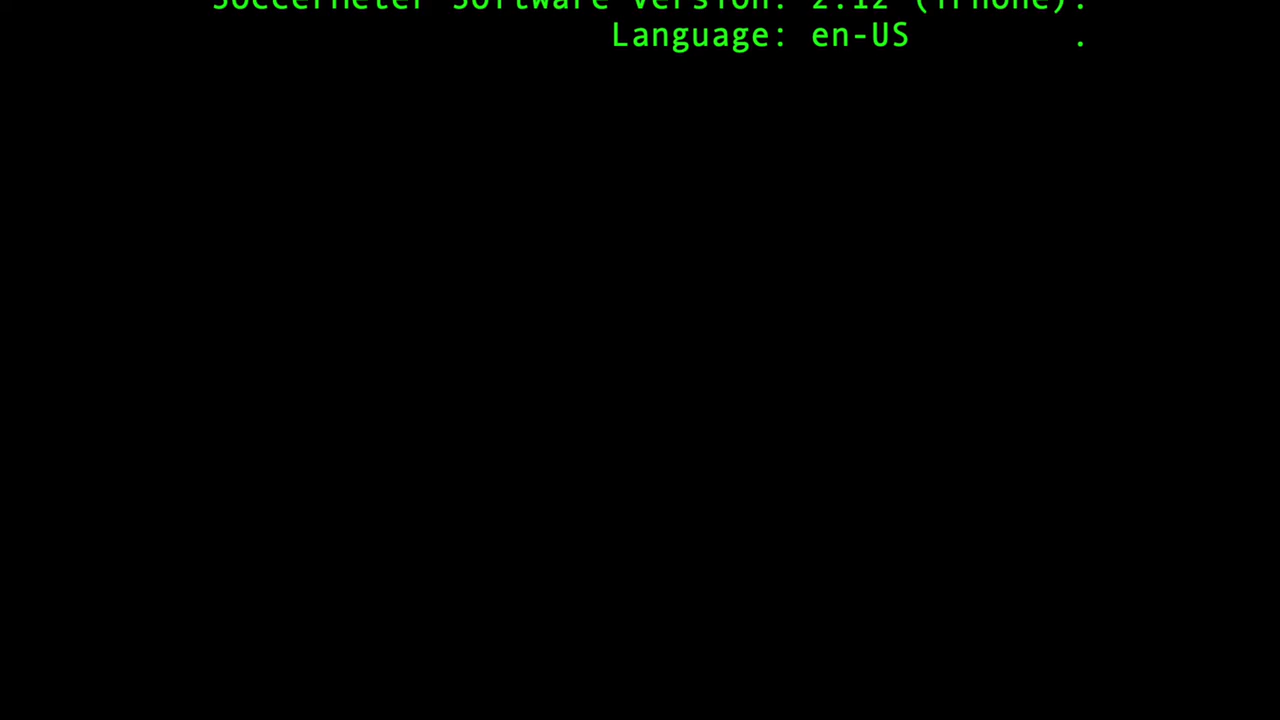 SoccerMeter Software Version: 2.12 (iPhone).
Language: en-US .